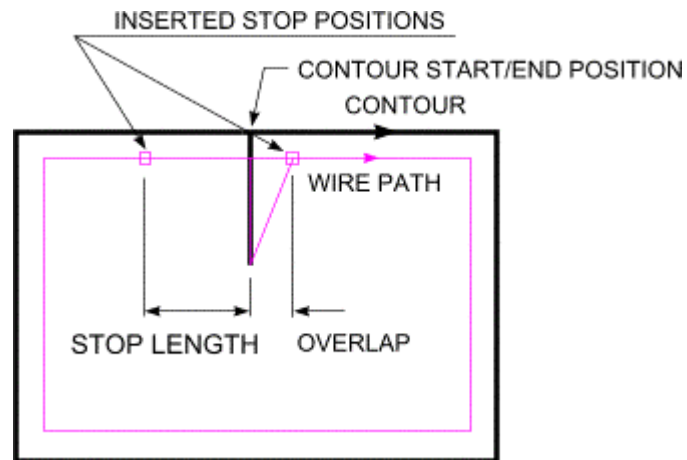 INSERTED STOP POSITIONS
CONTOUR START/END POSITION
CONTOUR
WIRE PATH
STOP LENGTH
OVERLAP